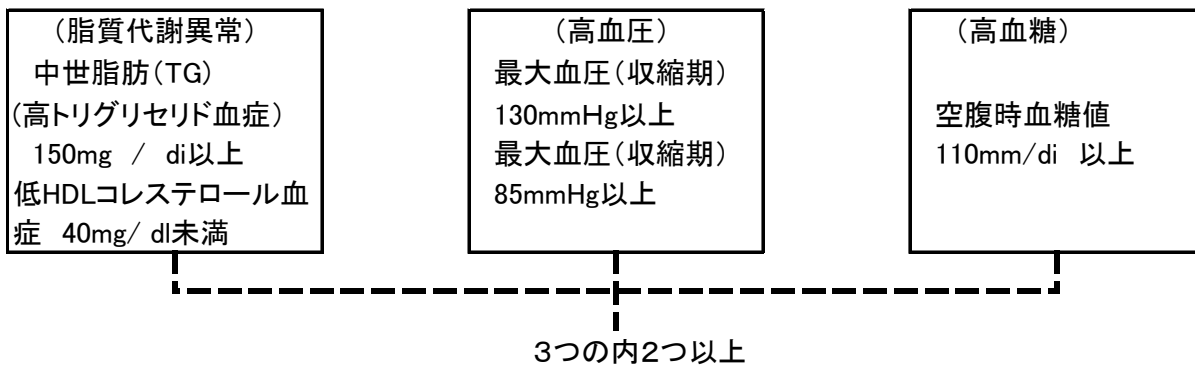 (脂質代謝異常)
中世脂肪(TG)
(高トリグリセリド血症)
150mg / di以上
低HDLコレステロール血
症 40mg/ dl未満
(高血圧)
最大血圧(収縮期)
130mmHg以上
最大血圧(収縮期)
85mmHg以上
(高血糖)
空腹時血糖値
110mm/di 以上
3つの内2つ以上